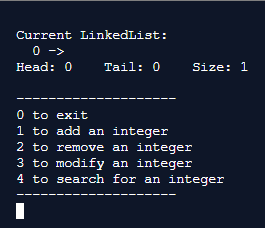 Current LinkedList:
0 ->
Head: 0    Tail: 0    Size: 1
--------------------
0 to exit
1 to add an integer
2 to remove an integer
3 to modify an integer
4 to search for an integer
--------------------